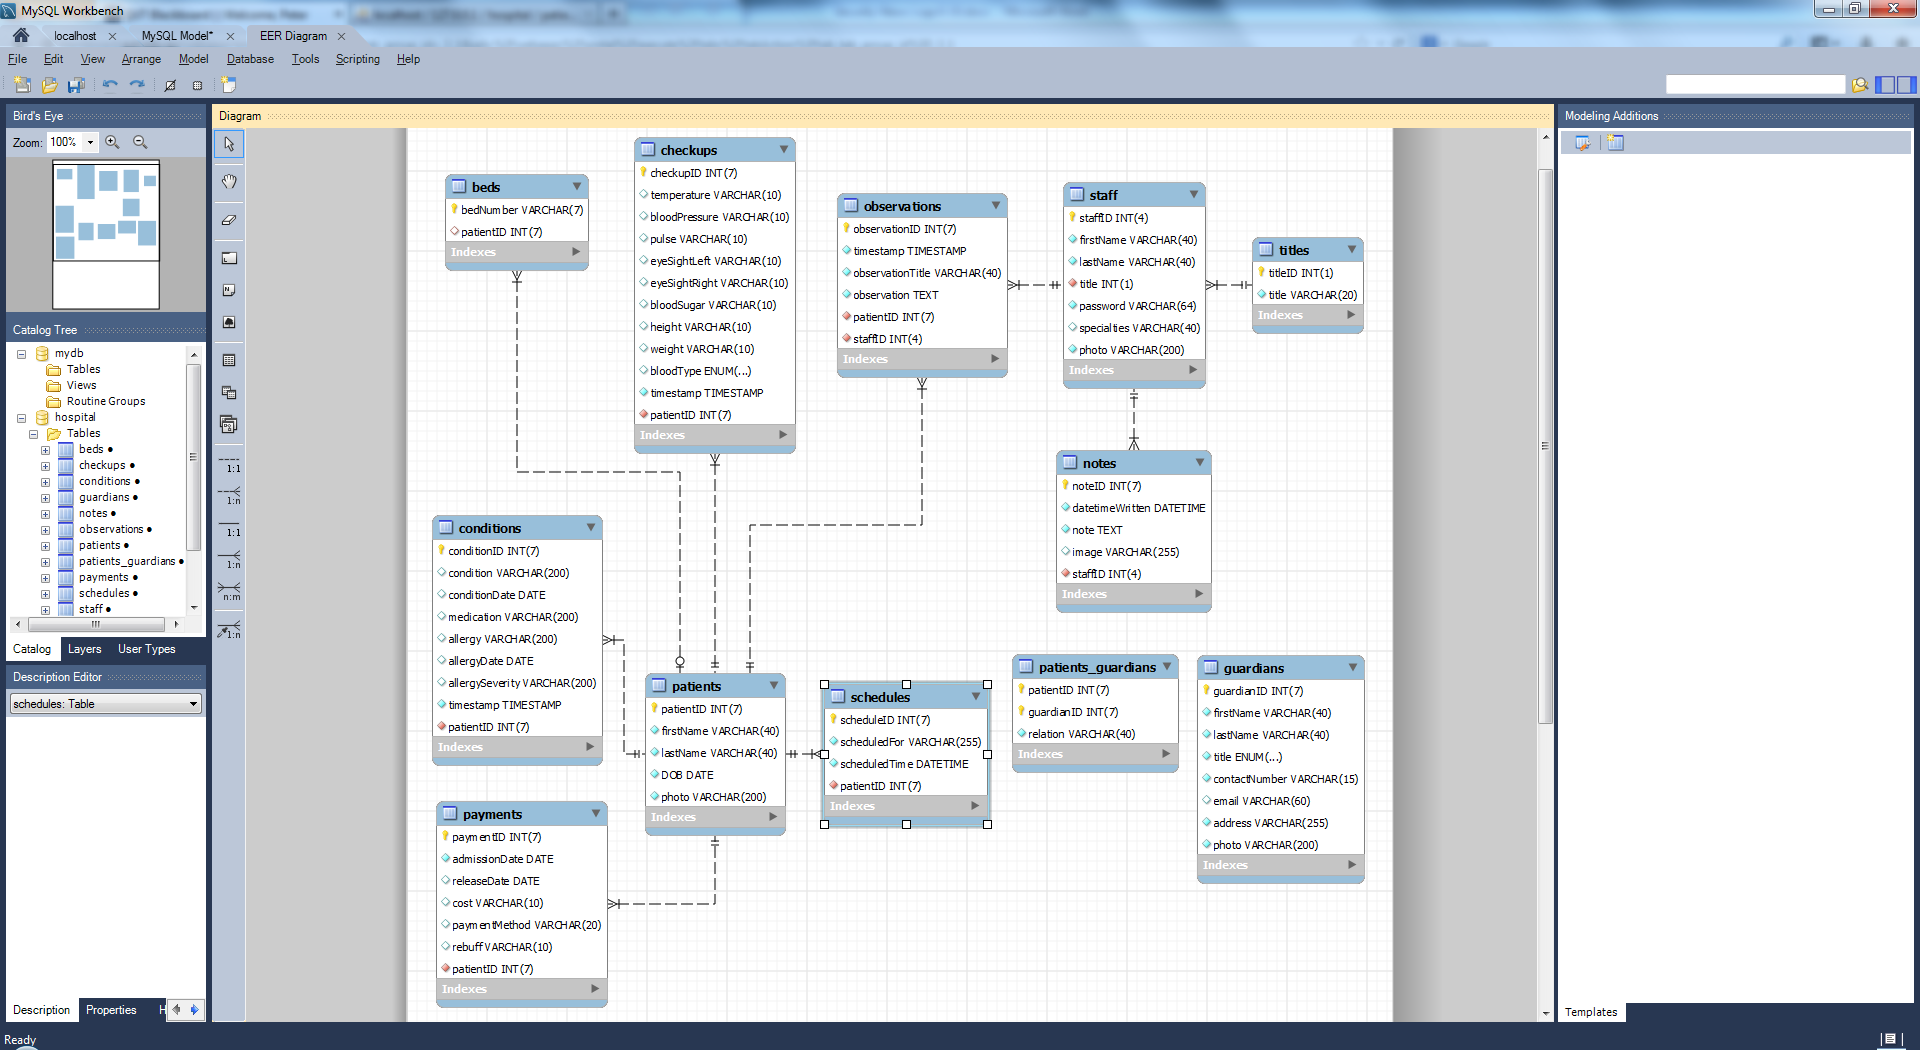 MySQL Workbench
localhost
MySQL Model*
EER Diagram
File Edit View Arrange Model Database Tools Scripting Help
Bird's Eye
Zoom: 100%
Catalog Tree
mydb
Tables
Views
Routine Groups
hospital
Tables
beds
checkups
conditions
guardians
notes
observations
patients
patients_guardians
payments
schedules
staff
Catalog Layers User Types
Description Editor
schedules: Table
Description Properties H
Ready
Diagram
1:1
1:n
1:1
1:n
n:m
1:n
beds
bedNumber VARCHAR(7)
patientID INT(7)
Indexes
checkups
checkupID INT(7)
temperature VARCHAR(10)
bloodPressure VARCHAR(10)
pulse VARCHAR(10)
eyeSightLeft VARCHAR(10)
eyeSightRight VARCHAR(10)
bloodSugar VARCHAR(10)
height VARCHAR(10)
weight VARCHAR(10)
bloodType ENUM(...)
timestamp TIMESTAMP
patientID INT(7)
Indexes
observations
observationID INT(7)
timestamp TIMESTAMP
observationTitle VARCHAR(40)
observation TEXT
patientID INT(7)
staffID INT(4)
Indexes
staff
staffID INT(4)
firstName VARCHAR(40)
lastName VARCHAR(40)
title INT(1)
password VARCHAR(64)
specialties VARCHAR(40)
photo VARCHAR(200)
Indexes
titles
titleID INT(1)
title VARCHAR(20)
Indexes
notes
noteID INT(7)
datetimeWritten DATETIME
note TEXT
image VARCHAR(255)
staffID INT(4)
Indexes
conditions
conditionID INT(7)
condition VARCHAR(200)
conditionDate DATE
medication VARCHAR(200)
allergy VARCHAR(200)
allergyDate DATE
allergySeverity VARCHAR(200)
timestamp TIMESTAMP
patientID INT(7)
Indexes
patients
patientID INT(7)
firstName VARCHAR(40)
lastName VARCHAR(40)
DOB DATE
photo VARCHAR(200)
Indexes
schedules
scheduleID INT(7)
scheduledFor VARCHAR(255)
scheduledTime DATETIME
patientID INT(7)
Indexes
patients_guardians
patientID INT(7)
guardianID INT(7)
relation VARCHAR(40)
Indexes
guardians
guardianID INT(7)
firstName VARCHAR(40)
lastName VARCHAR(40)
title ENUM(...)
contactNumber VARCHAR(15)
email VARCHAR(60)
address VARCHAR(255)
photo VARCHAR(200)
Indexes
payments
paymentID INT(7)
admissionDate DATE
releaseDate DATE
cost VARCHAR(10)
paymentMethod VARCHAR(20)
rebuff VARCHAR(10)
patientID INT(7)
Indexes
Modeling Additions
Templates